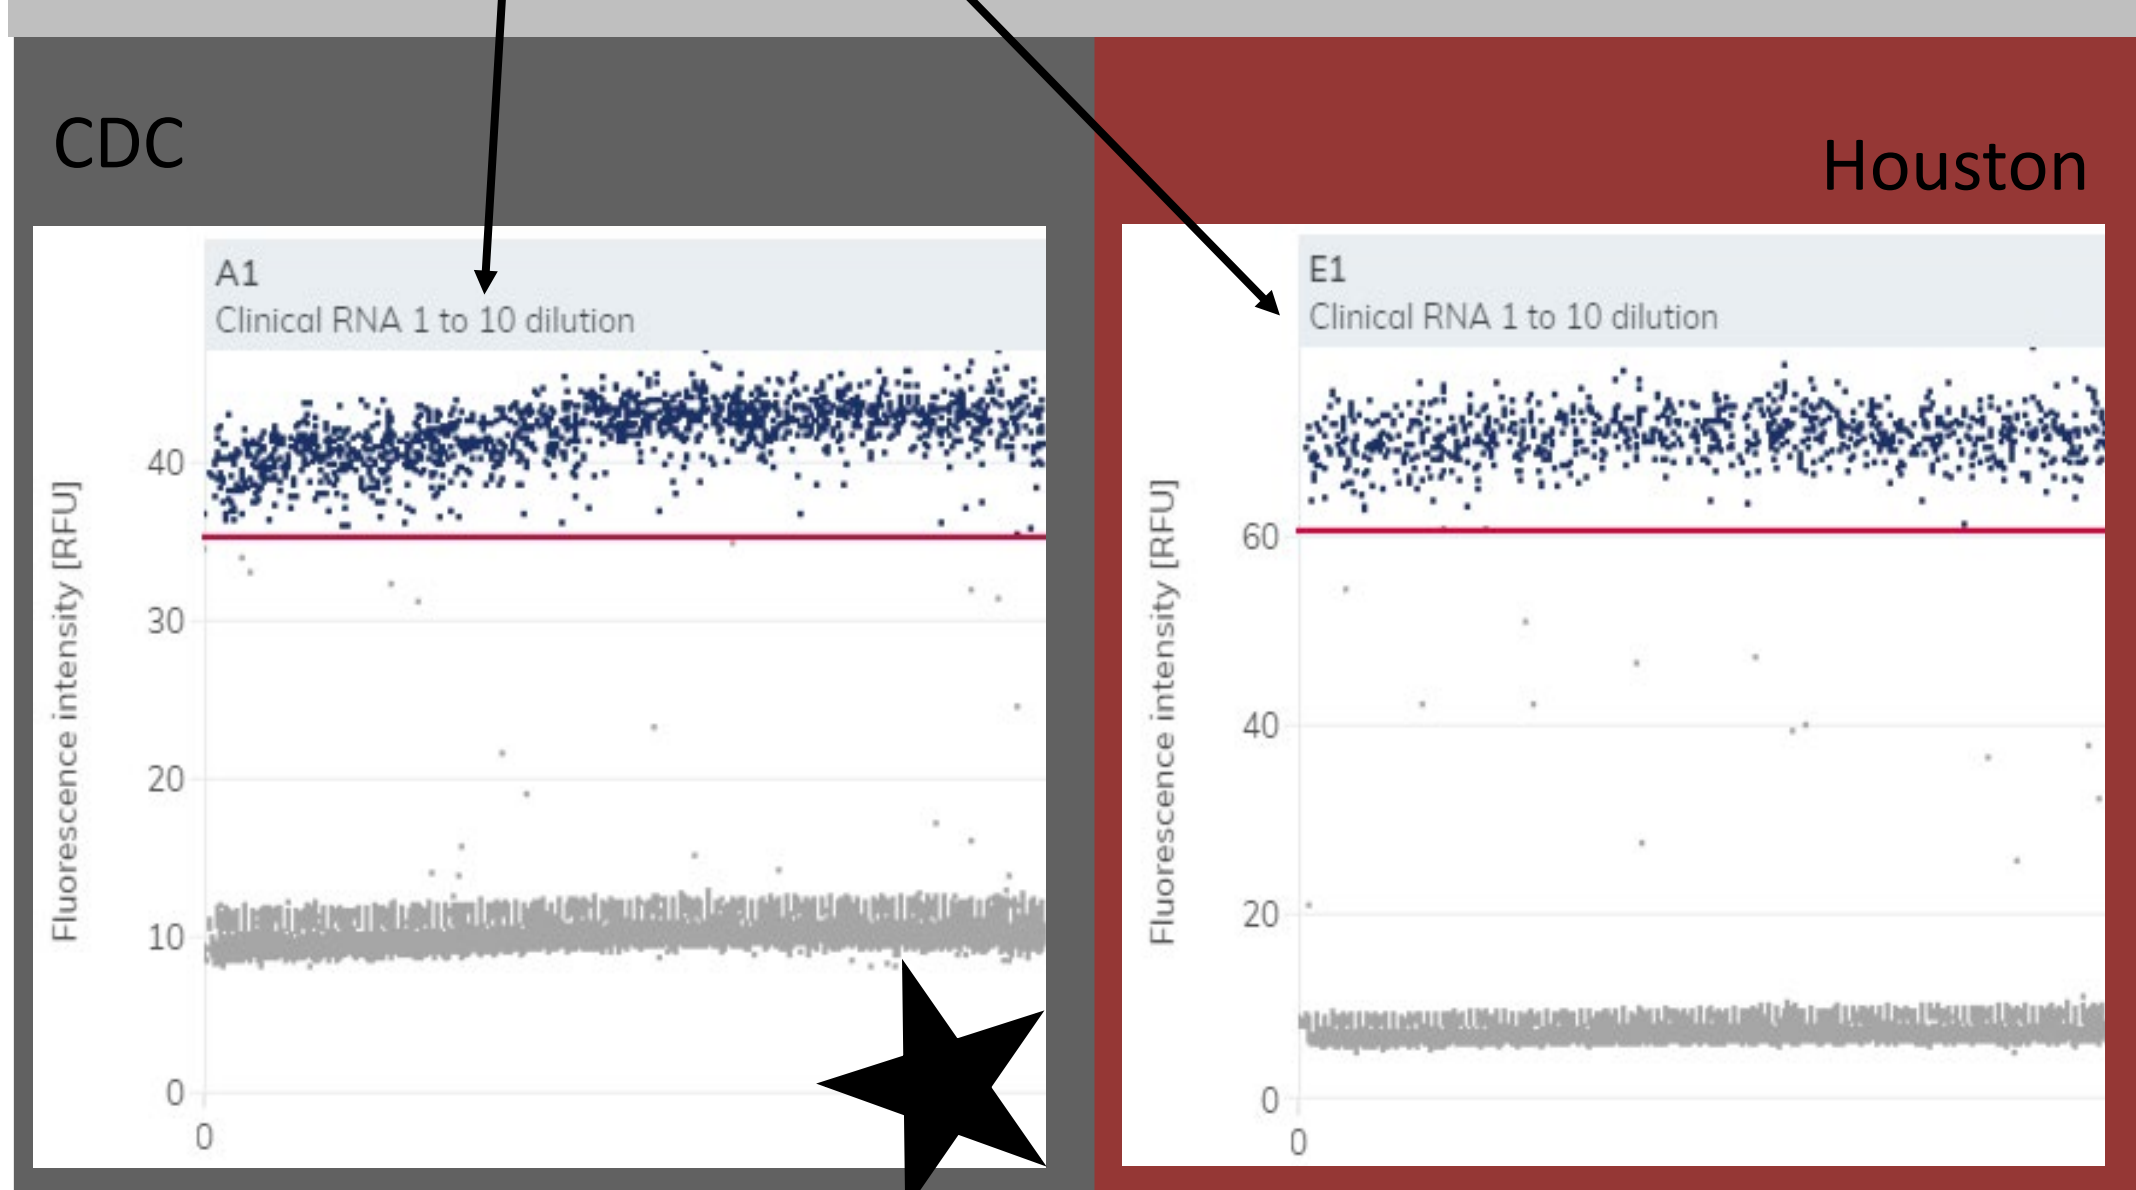 CDC
Houston
A1
Clinical RNA 1 to 10 dilution
Fluorescence intensity [RFU]
40
30
20
10
0
0
E1
Clinical RNA 1 to 10 dilution
Fluorescence intensity [RFU]
60
40
20
0
0